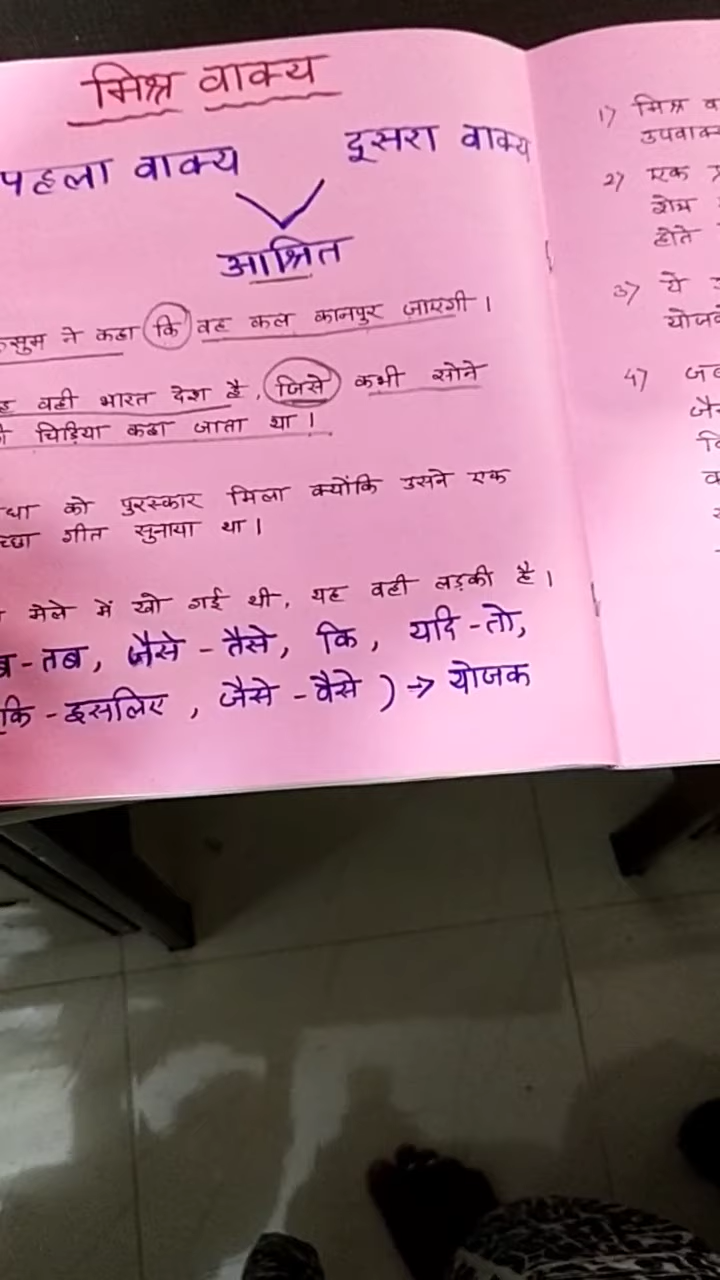 मिश्र वाक्य
पहला वाक्य दूसरा वाक्य
आश्रित
ने कहा कि वह कल कानपुर जाएगी ।
वही भारत देश है, जिसे कभी सोने
चिड़िया कहा जाता था ।
को पुरस्कार मिला क्योंकि उसने एक
गीत सुनाया था ।
मेले में खो गई थी, यह वही लड़की है ।
- तब, जैसे - तैसे, कि, यदि - तो,
- इसलिए, जैसे - वैसे ) → योजक
1) मिश्र
2) एक
होते
3) ये
4)